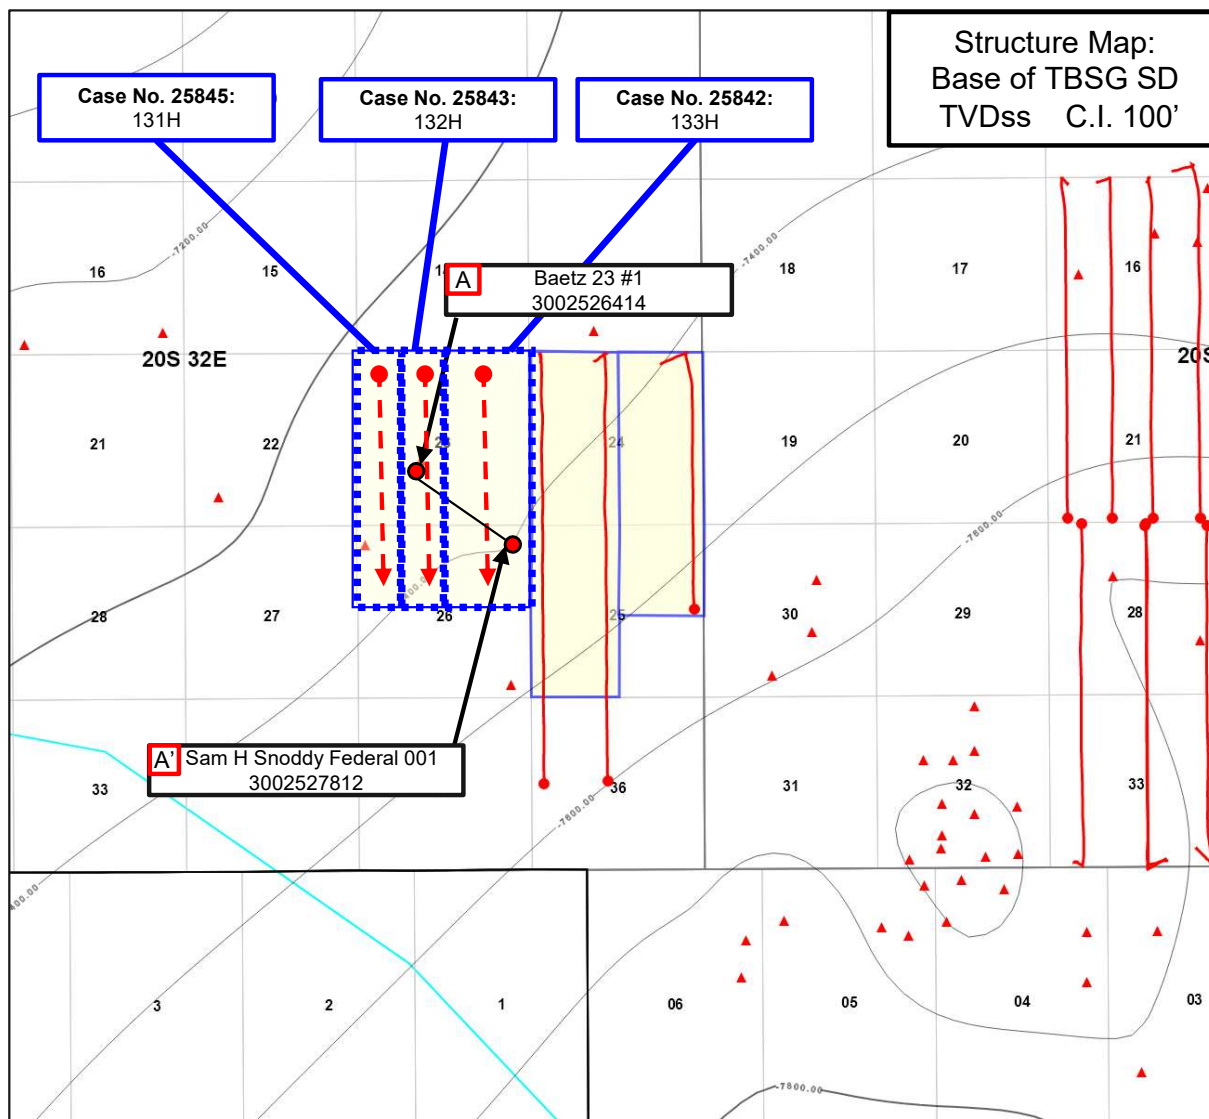 Structure Map:
Base of TBSG SD
TVDss C.I. 100’
Case No. 25845:
131H
Case No. 25843:
132H
Case No. 25842:
133H
-7200.00
-7400.00
16
15
18
17
16
A
Baetz 23 #1
3002526414
20S 32E
21
22
24
19
20
21
-7600.00
28
27
26
25
30
29
28
A’
Sam H Snoddy Federal 001
3002527812
33
36
31
32
33
-7600.00
3
2
1
06
05
04
03
-7800.00